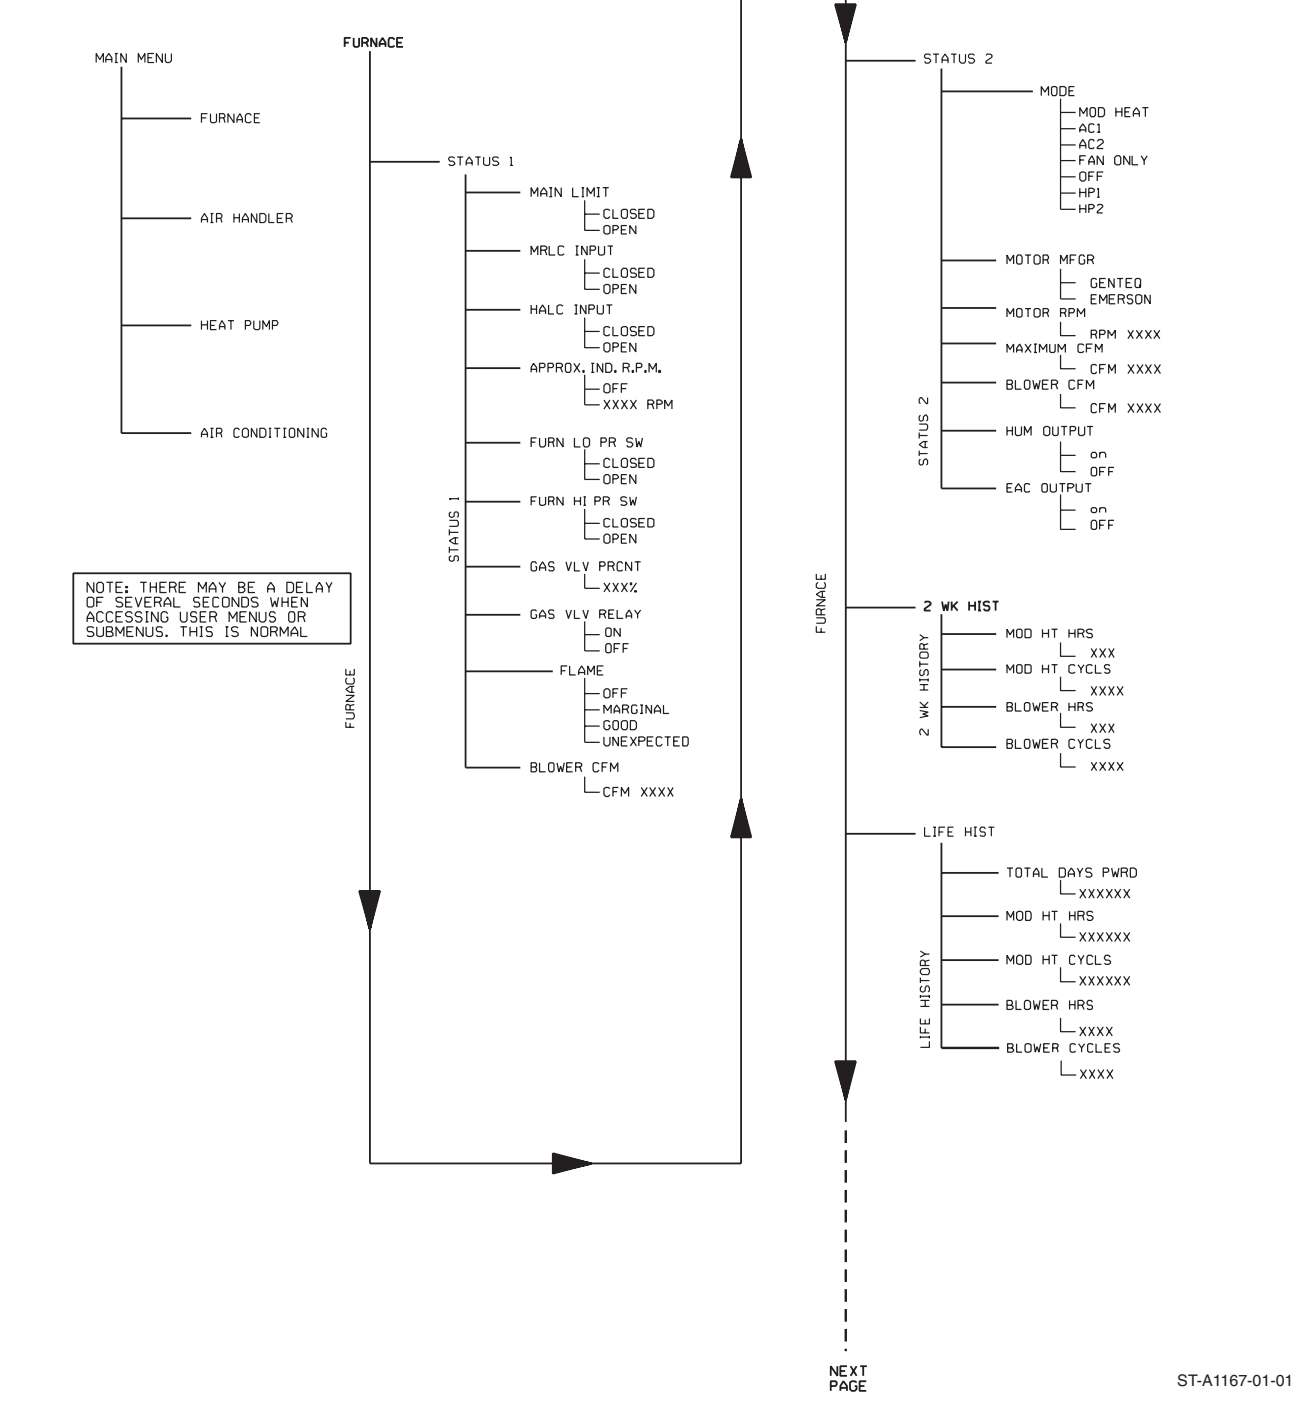 MAIN MENU
FURNACE
AIR HANDLER
HEAT PUMP
AIR CONDITIONING
NOTE: THERE MAY BE A DELAY
OF SEVERAL SECONDS WHEN
ACCESSING USER MENUS OR
SUBMENUS. THIS IS NORMAL
FURNACE
FURNACE
STATUS 1
STATUS 1
MAIN LIMIT
CLOSED
OPEN
MRLC INPUT
CLOSED
OPEN
HALC INPUT
CLOSED
OPEN
APPROX. IND. R.P.M.
OFF
XXXX RPM
FURN LO PR SW
CLOSED
OPEN
FURN HI PR SW
CLOSED
OPEN
GAS VLV PRCNT
XXX%
GAS VLV RELAY
ON
OFF
FLAME
OFF
MARGINAL
GOOD
UNEXPECTED
BLOWER CFM
CFM XXXX
FURNACE
STATUS 2
STATUS 2
MODE
MOD HEAT
AC1
AC2
FAN ONLY
OFF
HP1
HP2
MOTOR MFGR
GENTEQ
EMERSON
MOTOR RPM
RPM XXXX
MAXIMUM CFM
CFM XXXX
BLOWER CFM
CFM XXXX
HUM OUTPUT
on
OFF
EAC OUTPUT
on
OFF
2 WK HIST
2 WK HISTORY
MOD HT HRS
XXX
MOD HT CYCLS
XXXX
BLOWER HRS
XXX
BLOWER CYCLS
XXXX
LIFE HIST
LIFE HISTORY
TOTAL DAYS PWRD
XXXXXX
MOD HT HRS
XXXXXX
MOD HT CYCLS
XXXXXX
BLOWER HRS
XXXX
BLOWER CYCLES
XXXX
NEXT
PAGE
ST-A1167-01-01